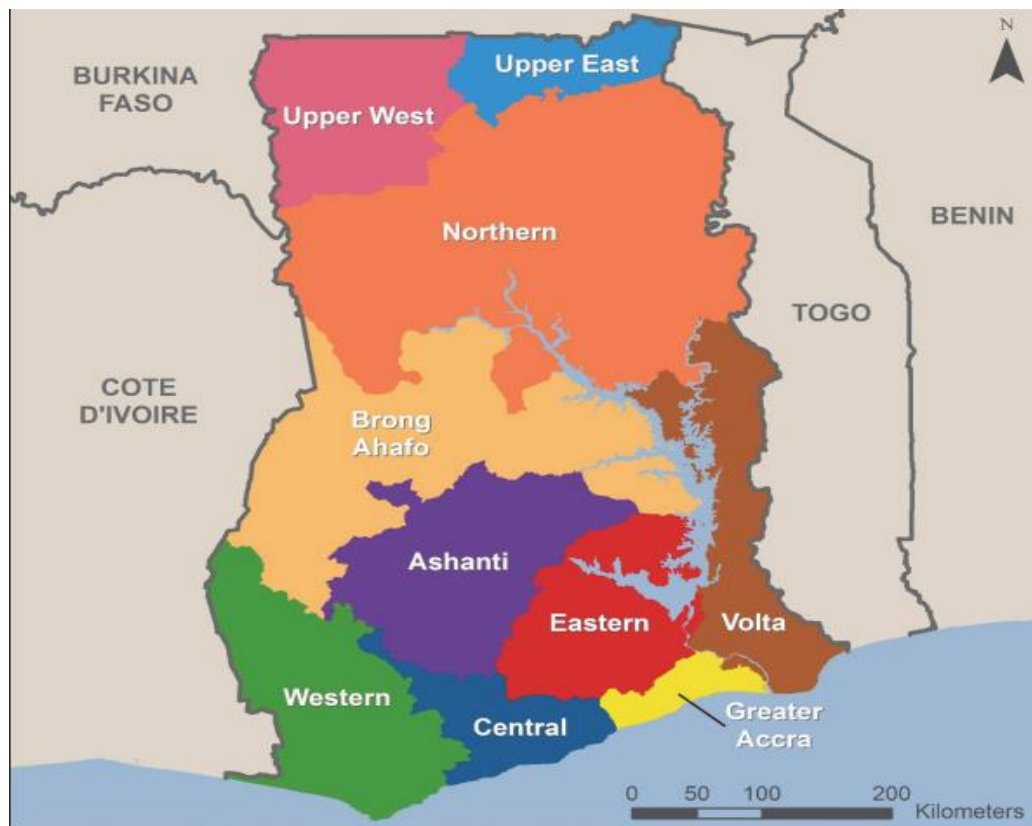 N
BURKINA
FASO
Upper East
Upper West
Northern
BENIN
TOGO
COTE
D'IVOIRE
Brong
Ahafo
Ashanti
Eastern
Volta
Western
Central
Greater
Accra
0 50 100 200
Kilometers